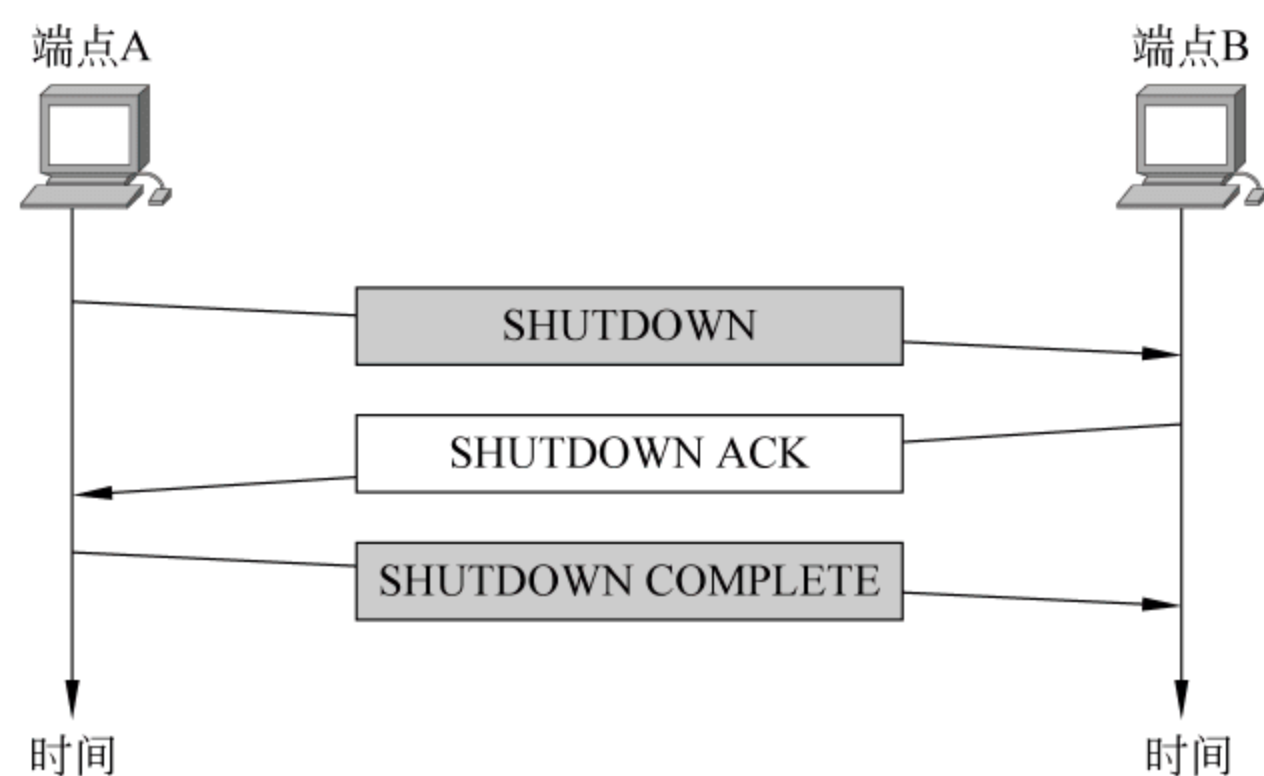 端点A
端点B
SHUTDOWN
SHUTDOWN ACK
SHUTDOWN COMPLETE
时间
时间